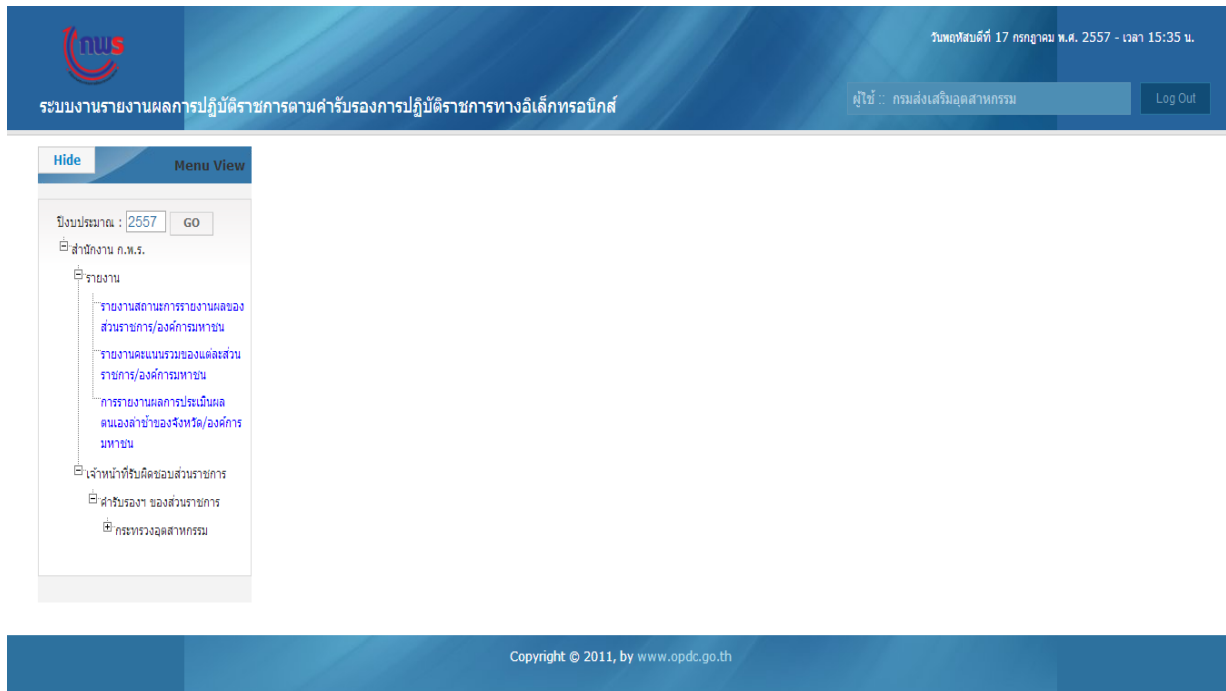 กพร
วันพฤหัสบดีที่ 17 กรกฎาคม พ.ศ. 2557 - เวลา 15:35 น.
ระบบงานรายงานผลการปฏิบัติราชการตามคำรับรองการปฏิบัติราชการทางอิเล็กทรอนิกส์
ผู้ใช้ :: กรมส่งเสริมอุตสาหกรรม
Log Out
Hide
Menu View
ปีงบประมาณ : 2557 GO
สำนักงาน ก.พ.ร.
รายงาน
รายงานสถานะการรายงานผลของ
ส่วนราชการ/องค์การมหาชน
รายงานคะแนนรวมของแต่ละส่วน
ราชการ/องค์การมหาชน
การรายงานผลการประเมินผล
ตนเองล่าช้าของจังหวัด/องค์การ
มหาชน
เจ้าหน้าที่รับผิดชอบส่วนราชการ
คำรับรองฯ ของส่วนราชการ
กระทรวงอุตสาหกรรม
Copyright © 2011, by www.opdc.go.th